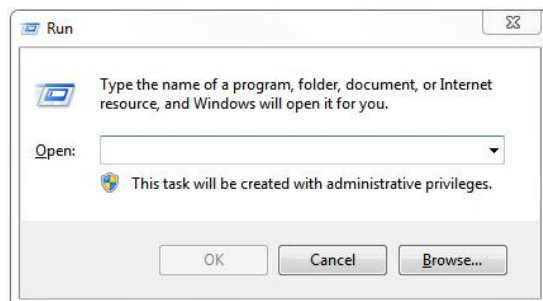 Run
Type the name of a program, folder, document, or Internet
resource, and Windows will open it for you.
Open:
This task will be created with administrative privileges.
OK Cancel Browse...